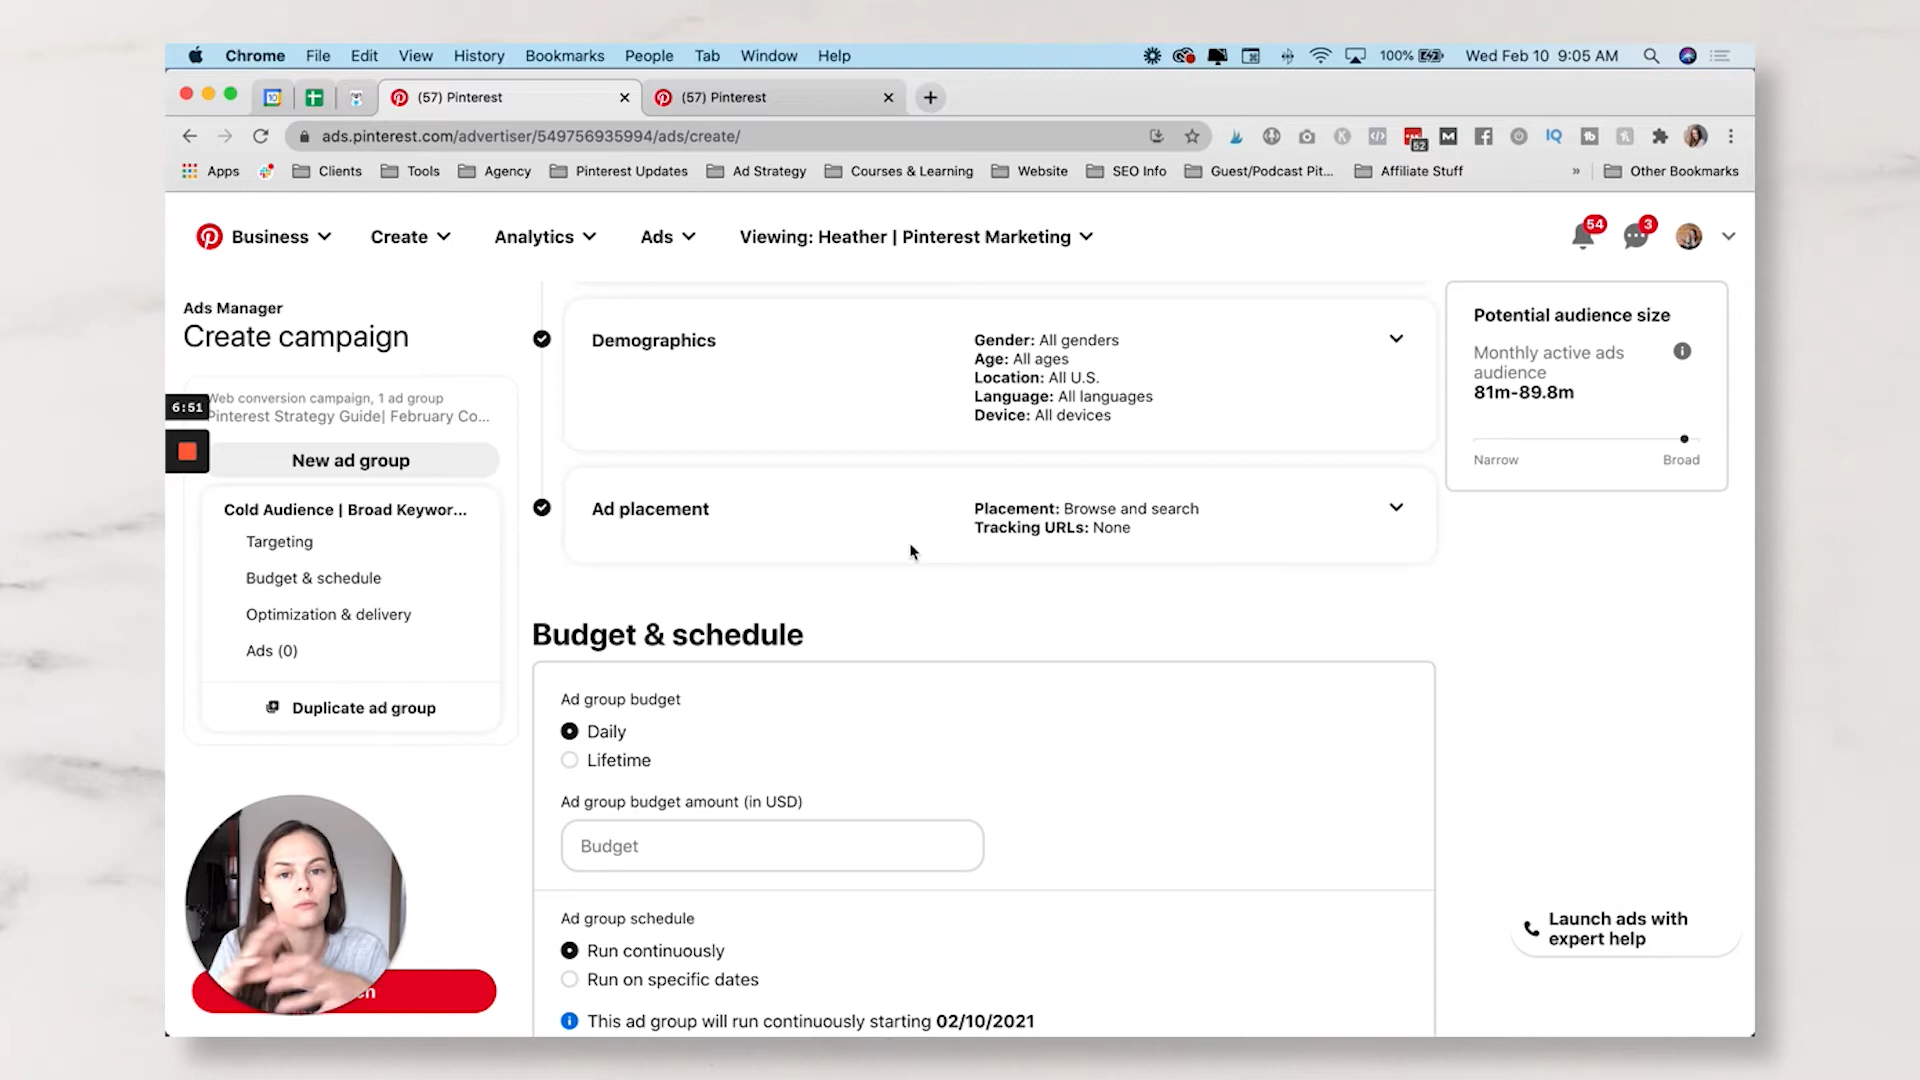 Chrome File Edit View History Bookmarks People Tab Window Help 100% Wed Feb 10 9:05 AM
10 (57) Pinterest (57) Pinterest
ads.pinterest.com/advertiser/549756935994/ads/create/ 52 IQ
Apps Clients Tools Agency Pinterest Updates Ad Strategy Courses & Learning Website SEO Info Guest/Podcast Pit... Affiliate Stuff » Other Bookmarks
Business Create Analytics Ads Viewing: Heather | Pinterest Marketing 54 3
Ads Manager
Create campaign
Web conversion campaign, 1 ad group
Pinterest Strategy Guide| February Co...
6:51
New ad group
Cold Audience | Broad Keywor...
Targeting
Budget & schedule
Optimization & delivery
Ads (0)
Duplicate ad group
Demographics
Gender: All genders
Age: All ages
Location: All U.S.
Language: All languages
Device: All devices
Ad placement
Placement: Browse and search
Tracking URLs: None
Budget & schedule
Ad group budget
Daily
Lifetime
Ad group budget amount (in USD)
Budget
Ad group schedule
Run continuously
Run on specific dates
This ad group will run continuously starting 02/10/2021
Potential audience size
Monthly active ads
audience
81m-89.8m
Narrow Broad
Launch ads with
expert help